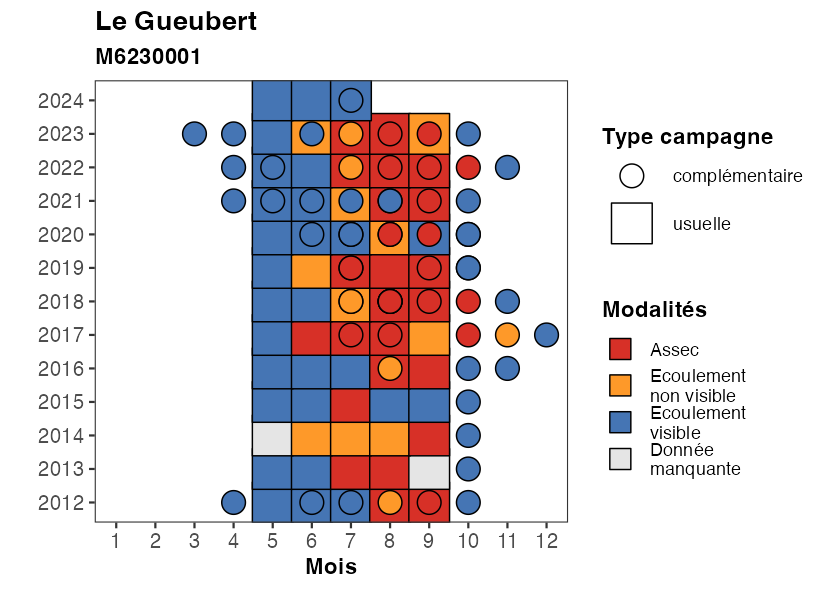 Le Gueubert
M6230001
2024
2023
2022
2021
2020
2019
2018
2017
2016
2015
2014
2013
2012
1 2 3 4 5 6 7 8 9 10 11 12
Mois
Type campagne
complémentaire
usuelle
Modalités
Assec
Ecoulement
non visible
Ecoulement
visible
Donnée
manquante